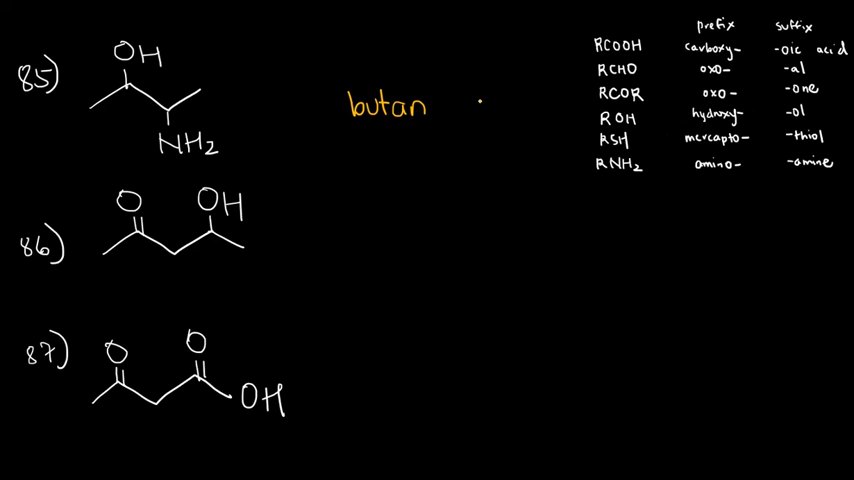 85)
OH
NH2
butan
86)
O
OH
87)
O
O
OH
prefix suffix
RCOOH carboxy- -oic acid
RCHO oxo- -al
RCOR oxo- -one
ROH hydroxy- -ol
RSH mercapto- -thiol
RNH2 amino- -amine